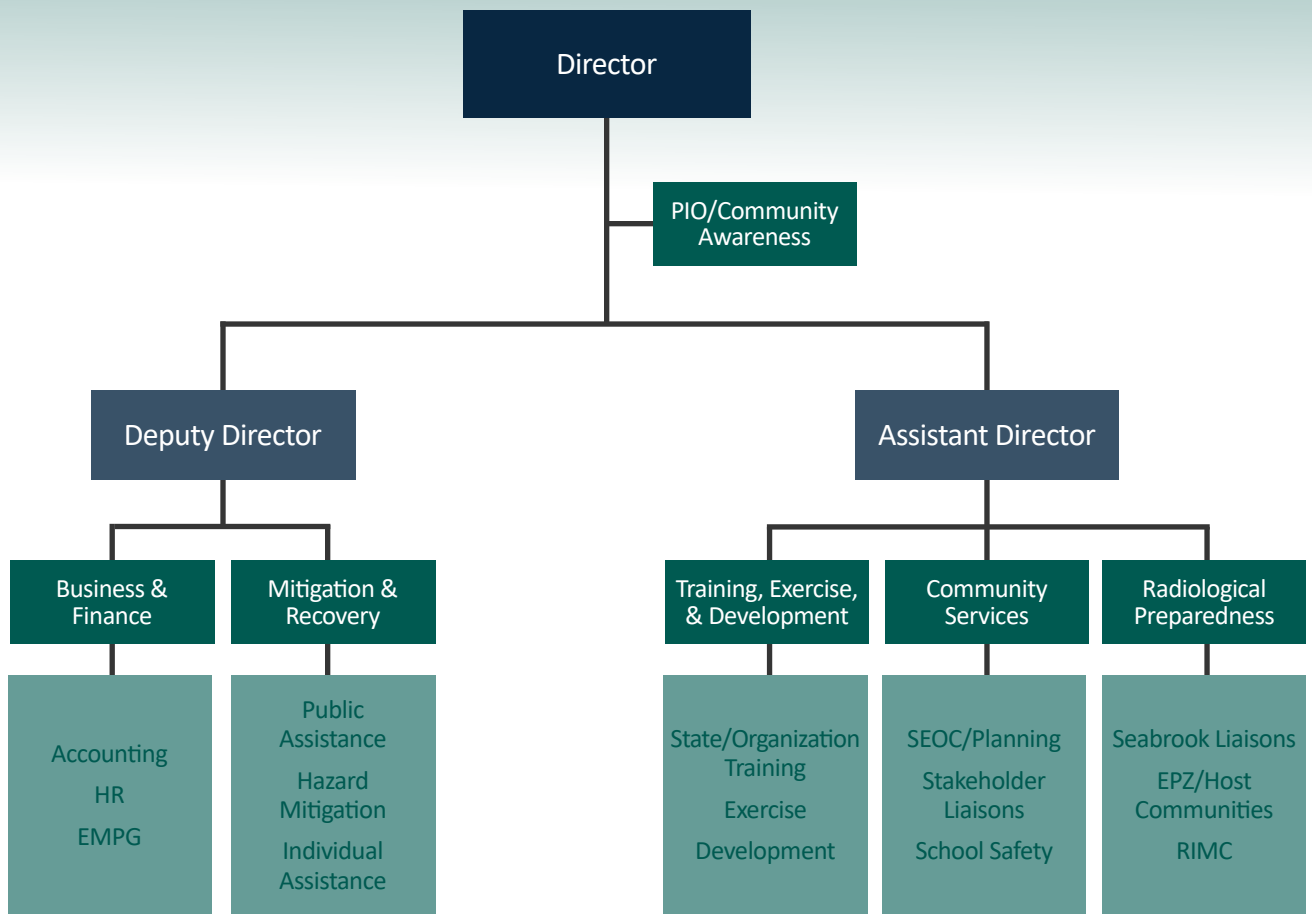 Director
PIO/Community
Awareness
Deputy Director
Assistant Director
Business &
Finance
Mitigation &
Recovery
Training, Exercise,
& Development
Community
Services
Radiological
Preparedness
Accounting
HR
EMPG
Public
Assistance
Hazard
Mitigation
Individual
Assistance
State/Organization
Training
Exercise
Development
SEOC/Planning
Stakeholder
Liaisons
School Safety
Seabrook Liaisons
EPZ/Host
Communities
RIMC